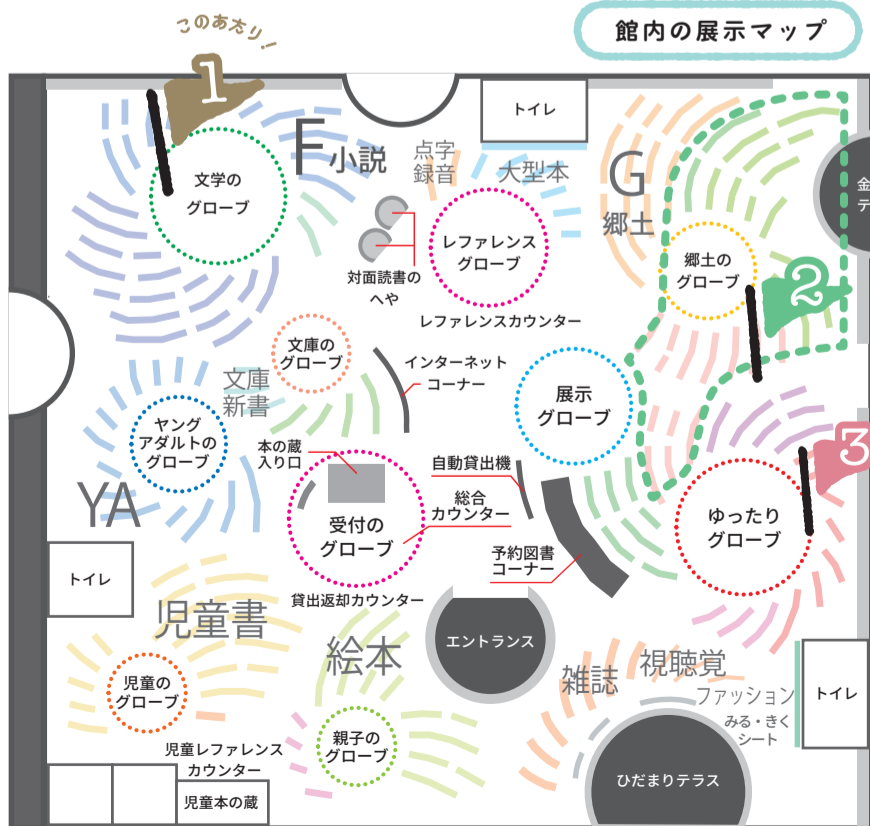 館内の展示マップ
このあたり!
1
トイレ
F小説
点字
録音
大型本
G
郷土
文学の
グローブ
レファレンス
グローブ
対面読書の
へや
レファレンスカウンター
郷土の
グローブ
2
文庫の
グローブ
文庫
新書
インターネット
コーナー
展示
グローブ
ヤング
アダルトの
グローブ
YA
本の蔵
入り口
自動貸出機
総合
カウンター
受付の
グローブ
予約図書
コーナー
3
ゆったり
グローブ
トイレ
貸出返却カウンター
児童書
絵本
エントランス
雑誌
視聴覚
ファッション
みる・きく
シート
トイレ
児童の
グローブ
親子の
グローブ
児童レファレンス
カウンター
児童本の蔵
ひだまりテラス